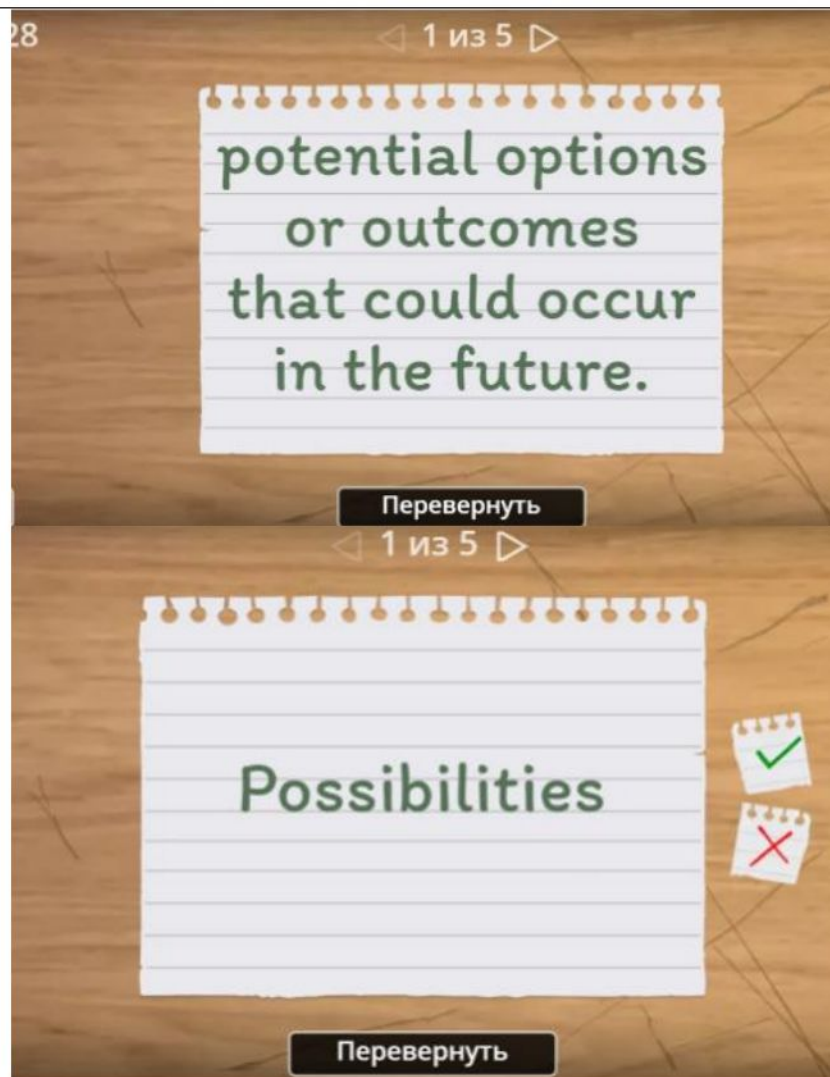 28
1 из 5
potential options
or outcomes
that could occur
in the future.
Перевернуть
1 из 5
Possibilities
Перевернуть